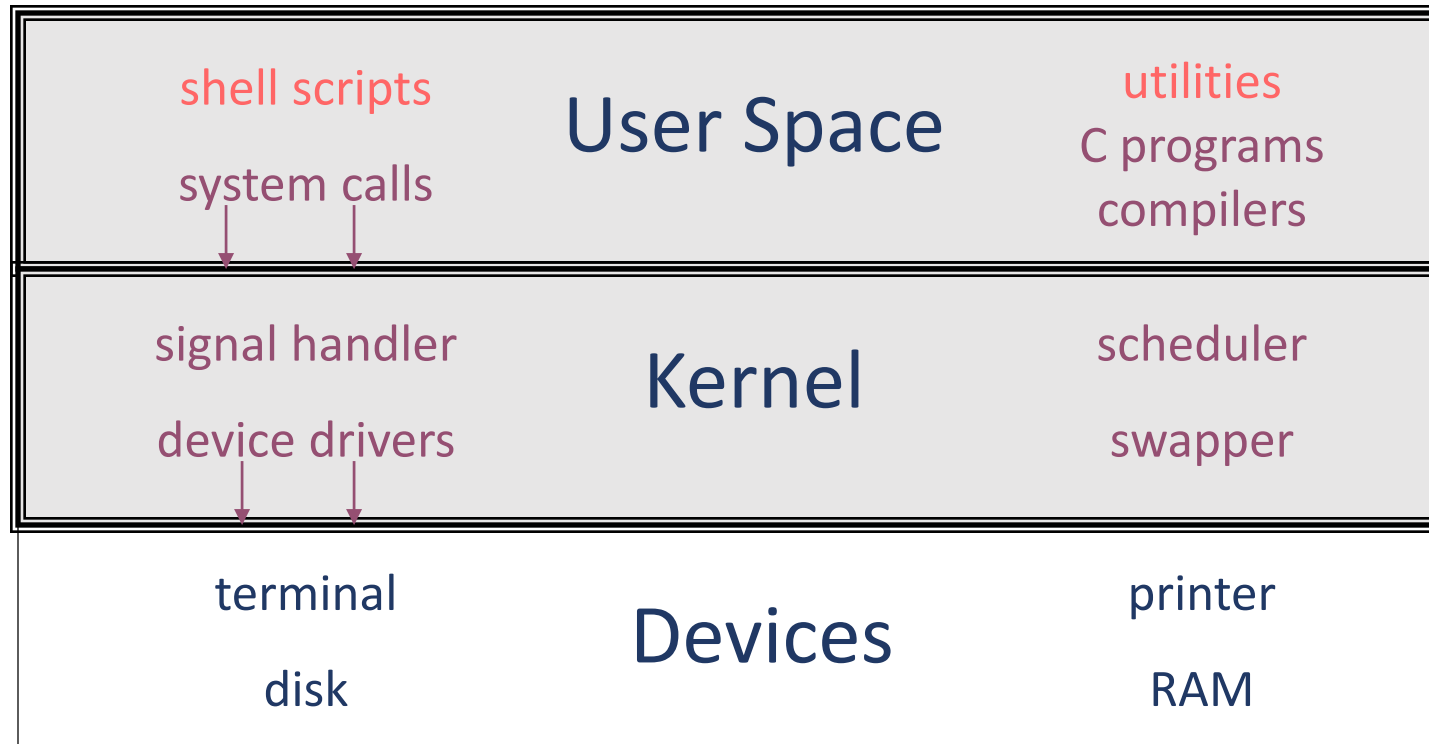 shell scripts
User Space
utilities
C programs
system calls
compilers
signal handler
Kernel
scheduler
device drivers
swapper
terminal
Devices
printer
disk
RAM